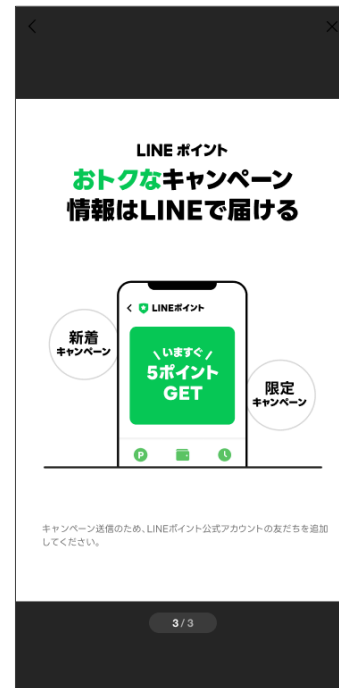 LINE ポイント
おトクなキャンペーン
情報はLINEで届ける
LINEポイント
新着
キャンペーン
\ いますぐ /
5ポイント
GET
限定
キャンペーン
P
キャンペーン送信のため、LINEポイント公式アカウントの友だちを追加
してください。
3 / 3